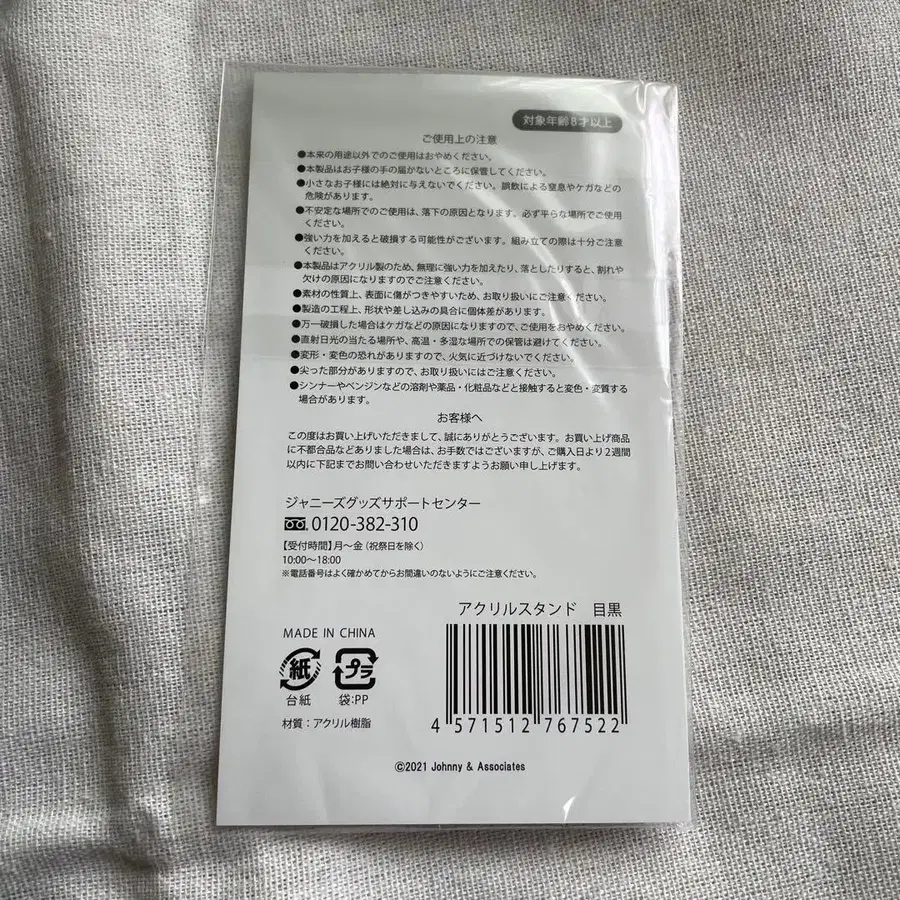 対象年齢8才以上
ご使用上の注意
●本来の用途以外でのご使用はおやめください。
●本製品はお子様の手の届かないところに保管してください。
●小さなお子様には絶対に与えないでください。誤飲による窒息やケガなどの
危険があります。
●不安定な場所でのご使用は、落下の原因となります。必ず平らな場所でご使用
ください。
●強い力を加えると破損する可能性がございます。組み立ての際は十分ご注意
ください。
●本製品はアクリル製のため、無理に強い力を加えたり、落としたりすると、割れや
欠けの原因になりますのでご注意ください。
●素材の性質上、表面に傷がつきやすいため、お取り扱いにご注意ください。
●製造の工程上、形状や差し込みの具合に個体差があります。
●万一破損した場合はケガなどの原因になりますので、ご使用をおやめください。
●直射日光の当たる場所や、高温・多湿な場所での保管は避けてください。
●変形・変色の恐れがありますので、火気に近づけないでください。
●尖った部分がありますので、お取り扱いにはご注意ください。
●シンナーやベンジンなどの溶剤や薬品・化粧品などと接触すると変色・変質する
場合があります。
お客様へ
この度はお買い上げいただきまして、誠にありがとうございます。お買い上げ商品
に不都合品などありました場合は、お手数ではございますが、ご購入日より2週間
以内に下記までお問い合わせいただきますようお願い申し上げます。
ジャニーズグッズサポートセンター
0120-382-310
【受付時間】月～金（祝祭日を除く）
10:00～18:00
※電話番号はよく確かめてからお間違いのないようにご注意ください。
アクリルスタンド 目黒
MADE IN CHINA
紙 プラ
台紙 袋:PP
材質：アクリル樹脂
4 571512 767522
©2021 Johnny & Associates